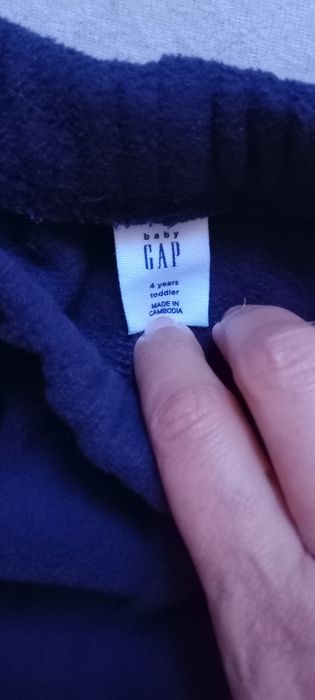 baby
GAP
4 years
toddler
MADE IN
CAMBODIA